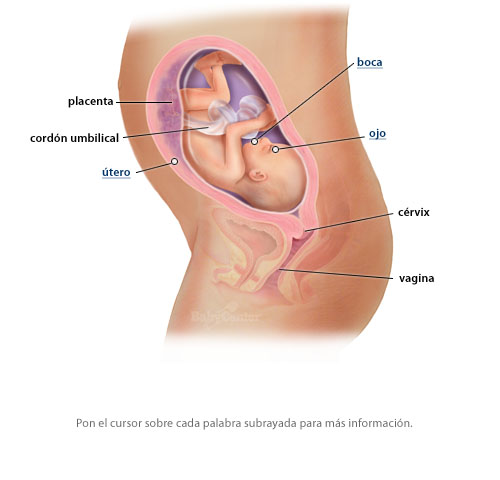 boca
placenta
ojo
cordón umbilical
útero
cérvix
vagina
BabyCenter
Pon el cursor sobre cada palabra subrayada para más información.